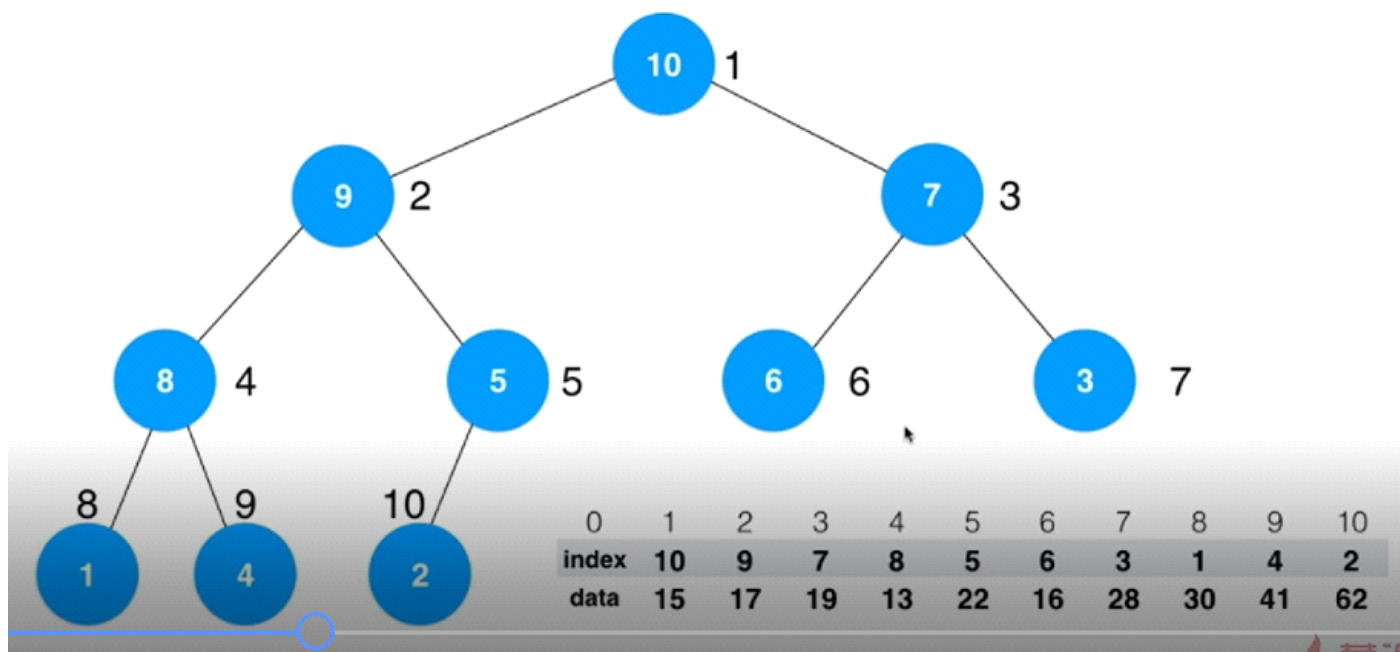 10 1
9 2 7 3
8 4 5 5 6 6 3 7
8 9 10
1 4 2
0 1 2 3 4 5 6 7 8 9 10
index 10 9 7 8 5 6 3 1 4 2
data 15 17 19 13 22 16 28 30 41 62